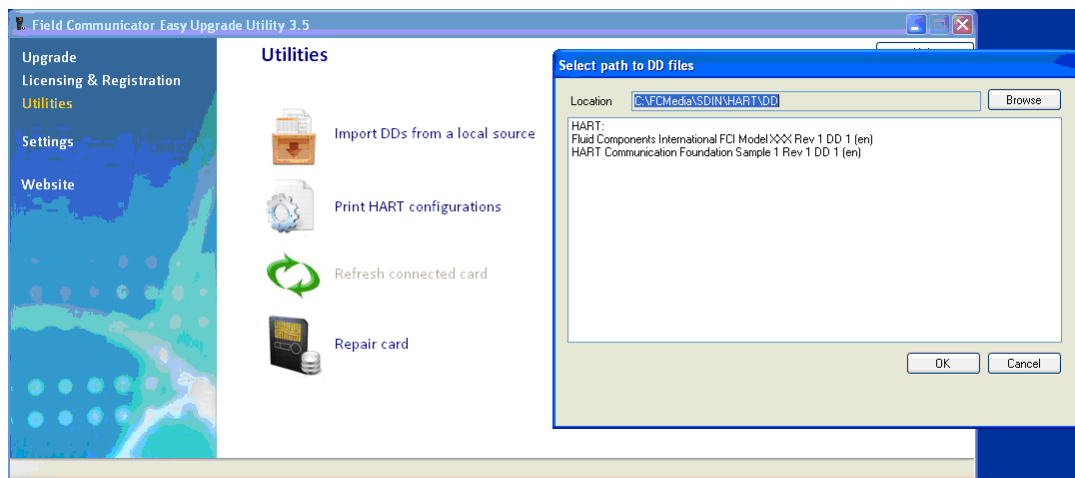 Field Communicator Easy Upgrade Utility 3.5
Upgrade
Licensing & Registration
Utilities
Settings
Website
Utilities
Import DDs from a local source
Print HART configurations
Refresh connected card
Repair card
Select path to DD files
Location
C:\FCMedia\SDIN\HART\DD
Browse
HART:
Fluid Components International FCI Model XXX Rev 1 DD 1 (en)
HART Communication Foundation Sample 1 Rev 1 DD 1 (en)
OK
Cancel